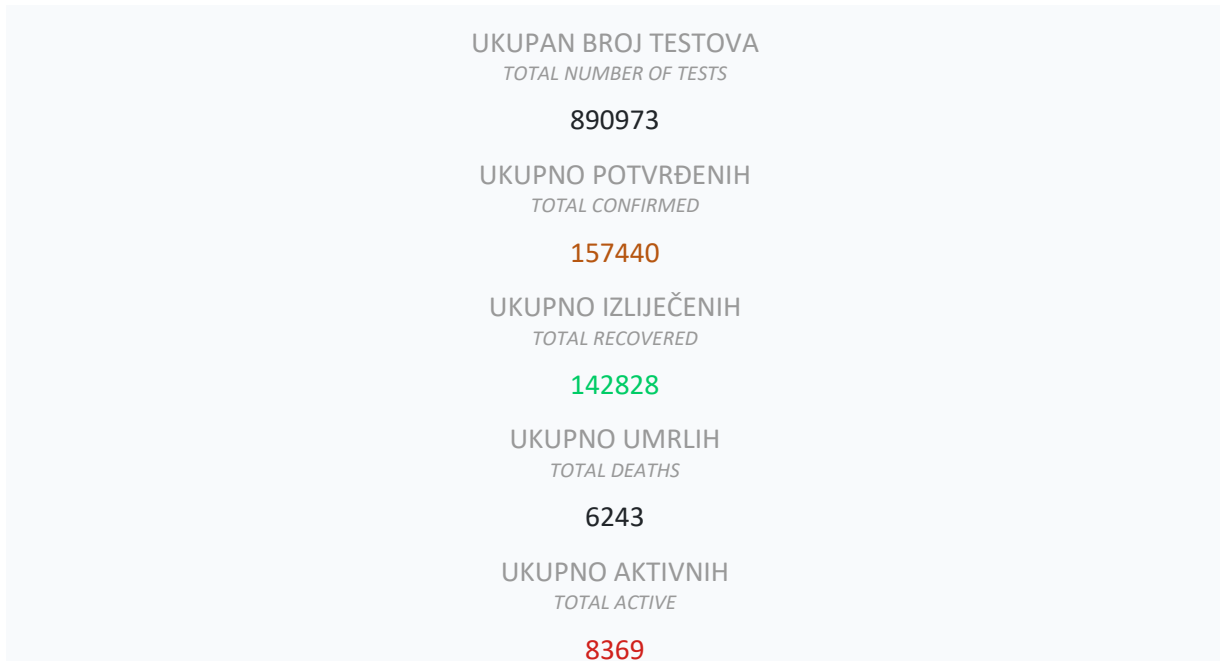 UKUPAN BROJ TESTOVA
TOTAL NUMBER OF TESTS
890973
UKUPNO POTVRĐENIH
TOTAL CONFIRMED
157440
UKUPNO IZLIJEČENIH
TOTAL RECOVERED
142828
UKUPNO UMRLIH
TOTAL DEATHS
6243
UKUPNO AKTIVNIH
TOTAL ACTIVE
8369